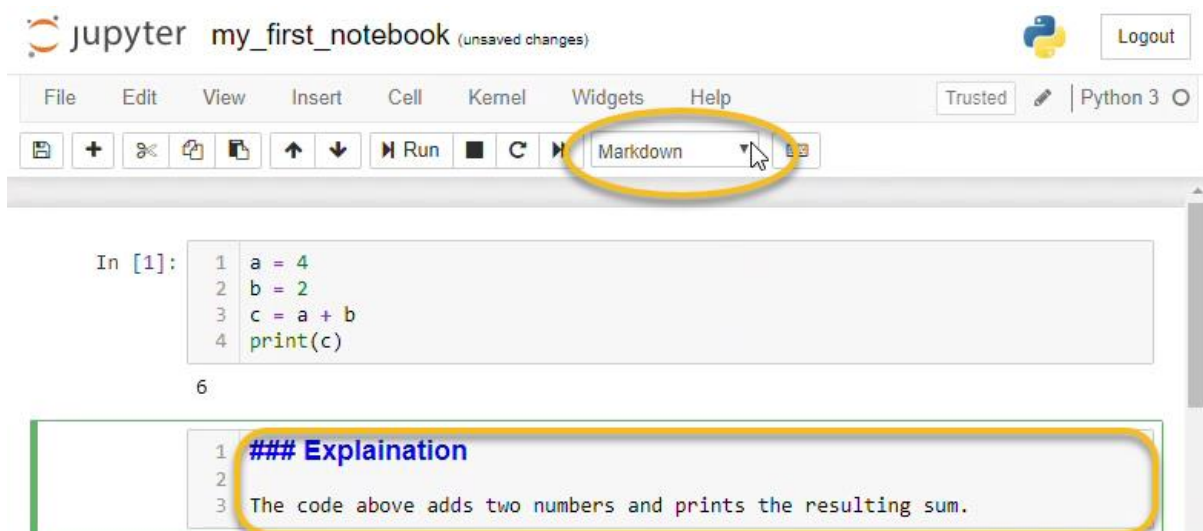 jupyter my_first_notebook (unsaved changes) Logout
File Edit View Insert Cell Kernel Widgets Help Trusted Python 3
Run Markdown
In [1]: 1 a = 4
2 b = 2
3 c = a + b
4 print(c)
6
1 ### Explaination
2
3 The code above adds two numbers and prints the resulting sum.